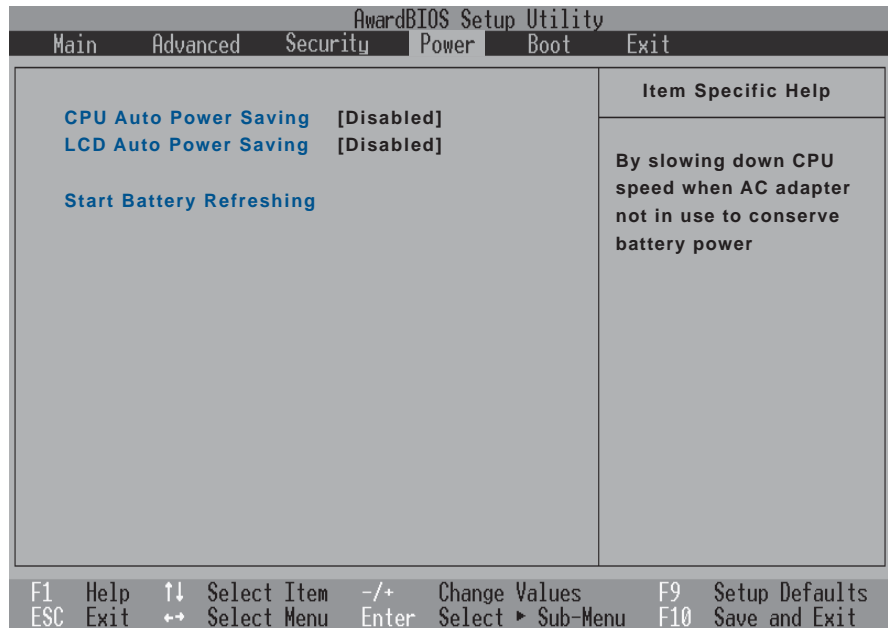 AwardBIOS Setup Utility
Main Advanced Security Power Boot Exit
CPU Auto Power Saving [Disabled]
LCD Auto Power Saving [Disabled]
Start Battery Refreshing
Item Specific Help
By slowing down CPU
speed when AC adapter
not in use to conserve
battery power
F1 Help ↑↓ Select Item -/+ Change Values F9 Setup Defaults
ESC Exit ←→ Select Menu Enter Select ▶ Sub-Menu F10 Save and Exit